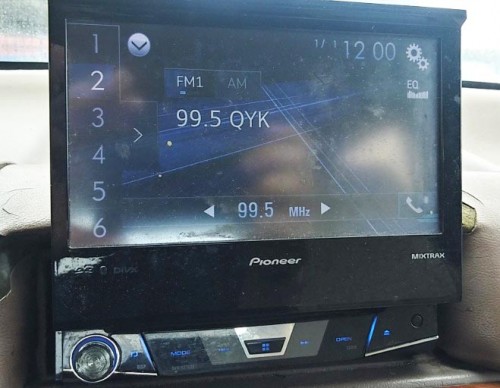 1
2
3
4
5
6
1/ 1 12 00
FM1 AM
EQ
99.5 QYK
99.5 MHz
Pioneer
MIXTRAX
MODE
OPEN